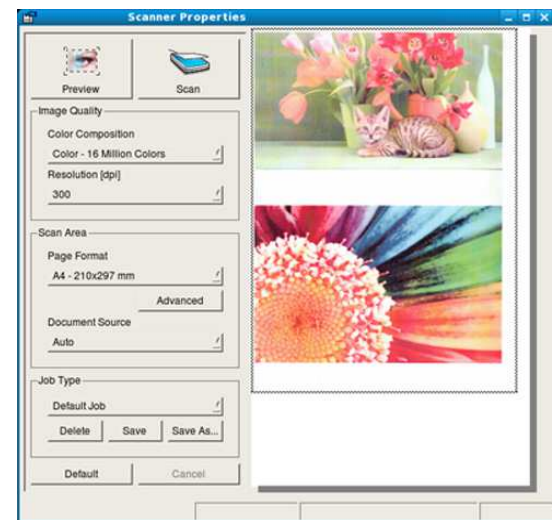 Scanner Properties
Preview Scan
Image Quality
Color Composition
Color - 16 Million Colors
Resolution [dpi]
300
Scan Area
Page Format
A4 - 210x297 mm
Advanced
Document Source
Auto
Job Type
Default Job
Delete Save Save As...
Default Cancel